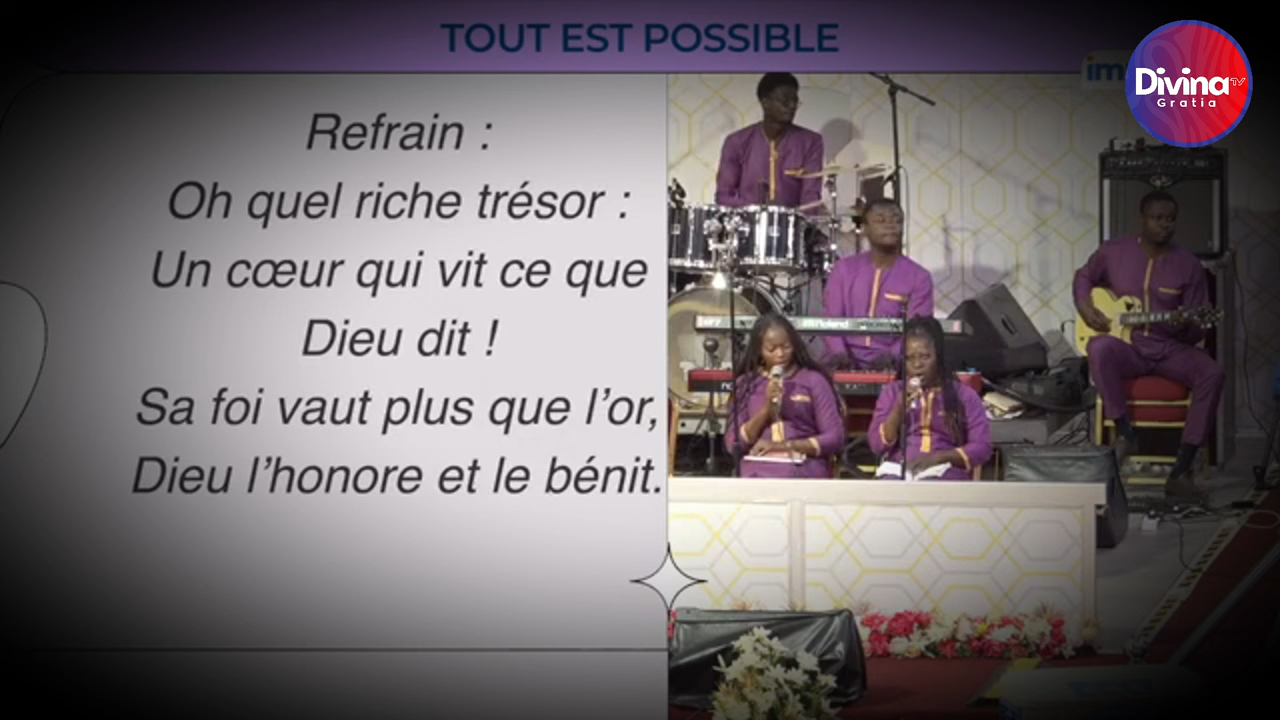 TOUT EST POSSIBLE
Refrain :
Oh quel riche trésor :
Un cœur qui vit ce que
Dieu dit !
Sa foi vaut plus que l’or,
Dieu l’honore et le bénit.
Divina TV
Gratia
Roland